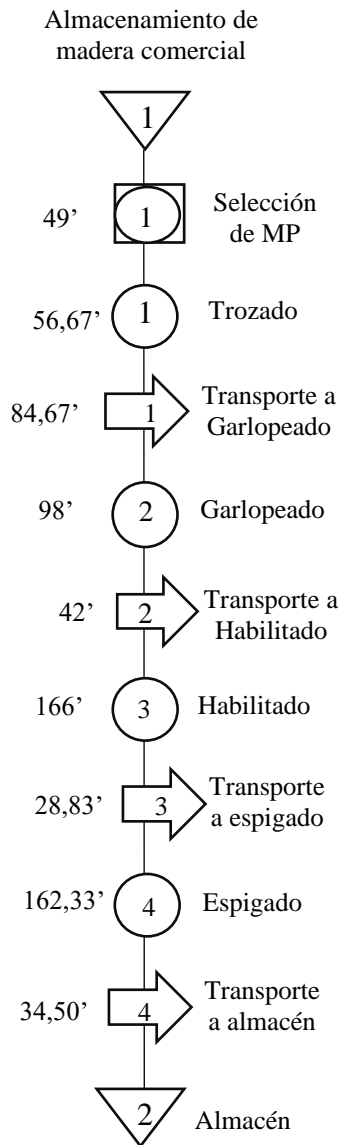 Almacenamiento de
madera comercial
1
49’
1
Selección
de MP
56,67’
1
Trozado
84,67’
1
Transporte a
Garlopeado
98’
2
Garlopeado
42’
2
Transporte a
Habilitado
166’
3
Habilitado
28,83’
3
Transporte
a espigado
162,33’
4
Espigado
34,50’
4
Transporte
a almacén
2
Almacén